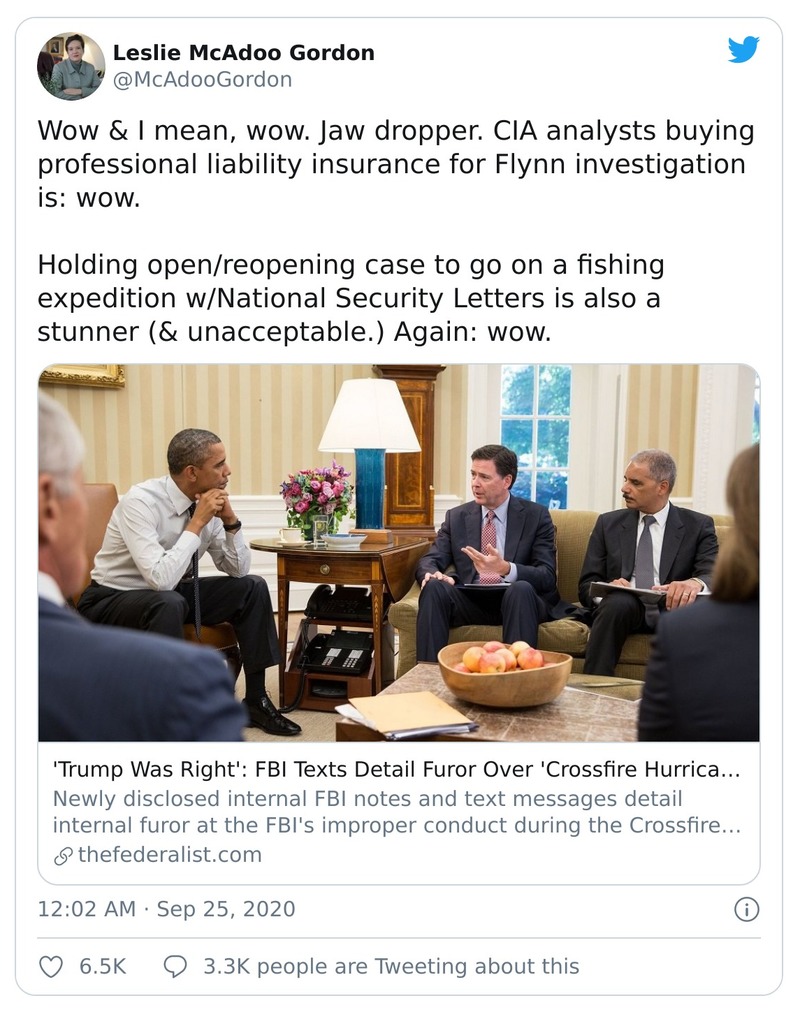 Leslie McAdoo Gordon
@McAdooGordon
Wow & I mean, wow. Jaw dropper. CIA analysts buying
professional liability insurance for Flynn investigation
is: wow.
Holding open/reopening case to go on a fishing
expedition w/National Security Letters is also a
stunner (& unacceptable.) Again: wow.
'Trump Was Right': FBI Texts Detail Furor Over 'Crossfire Hurrica…
Newly disclosed internal FBI notes and text messages detail
internal furor at the FBI's improper conduct during the Crossfire…
thefederalist.com
12:02 AM · Sep 25, 2020
6.5K 3.3K people are Tweeting about this